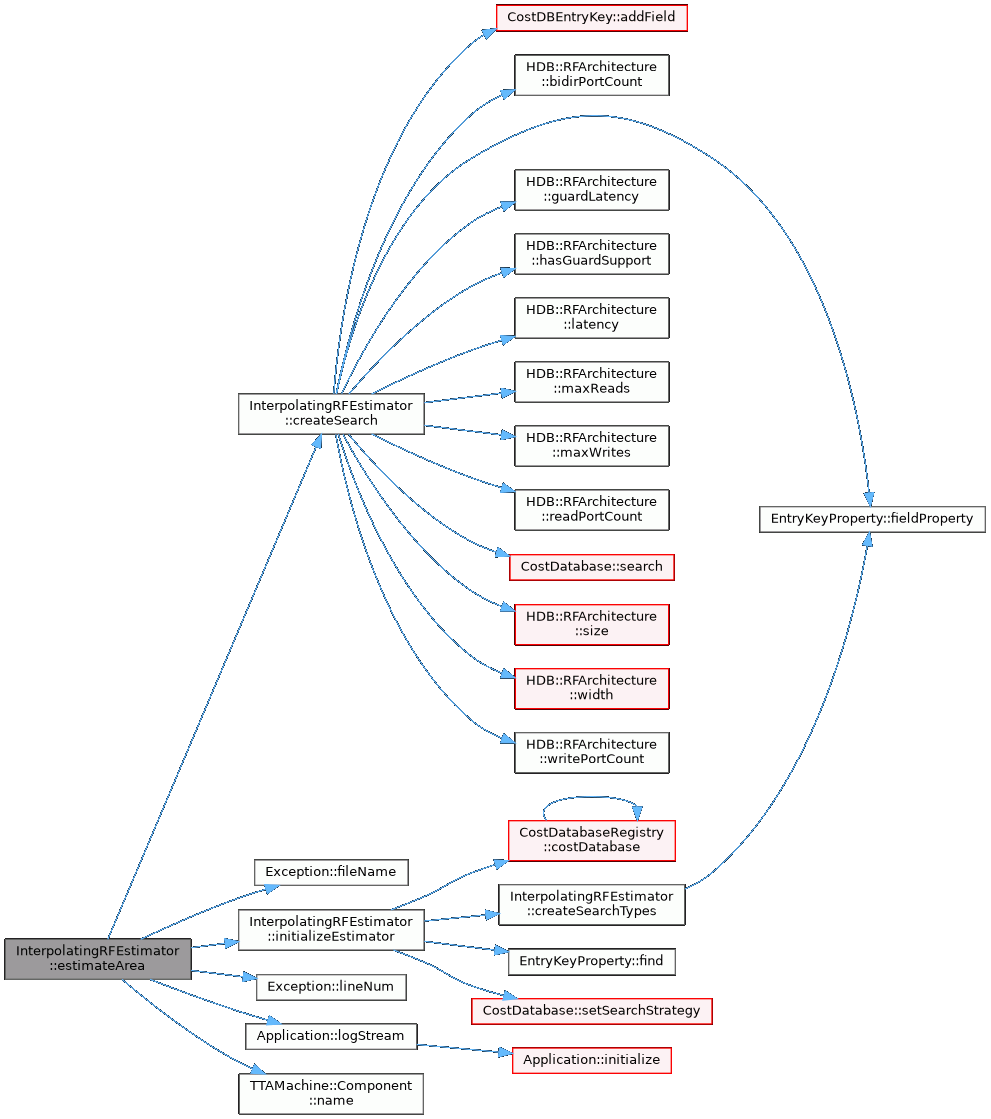 CostDBEntryKey::addField
HDB::RFArchitecture
::bidirPortCount
HDB::RFArchitecture
::guardLatency
HDB::RFArchitecture
::hasGuardSupport
HDB::RFArchitecture
::latency
HDB::RFArchitecture
::maxReads
InterpolatingRFEstimator
::createSearch
HDB::RFArchitecture
::maxWrites
HDB::RFArchitecture
::readPortCount
EntryKeyProperty::fieldProperty
CostDatabase::search
HDB::RFArchitecture
::size
HDB::RFArchitecture
::width
HDB::RFArchitecture
::writePortCount
CostDatabaseRegistry
::costDatabase
Exception::fileName
InterpolatingRFEstimator
::createSearchTypes
InterpolatingRFEstimator
::initializeEstimator
InterpolatingRFEstimator
::estimateArea
EntryKeyProperty::find
Exception::lineNum
CostDatabase::setSearchStrategy
Application::logStream
Application::initialize
TTAMachine::Component
::name